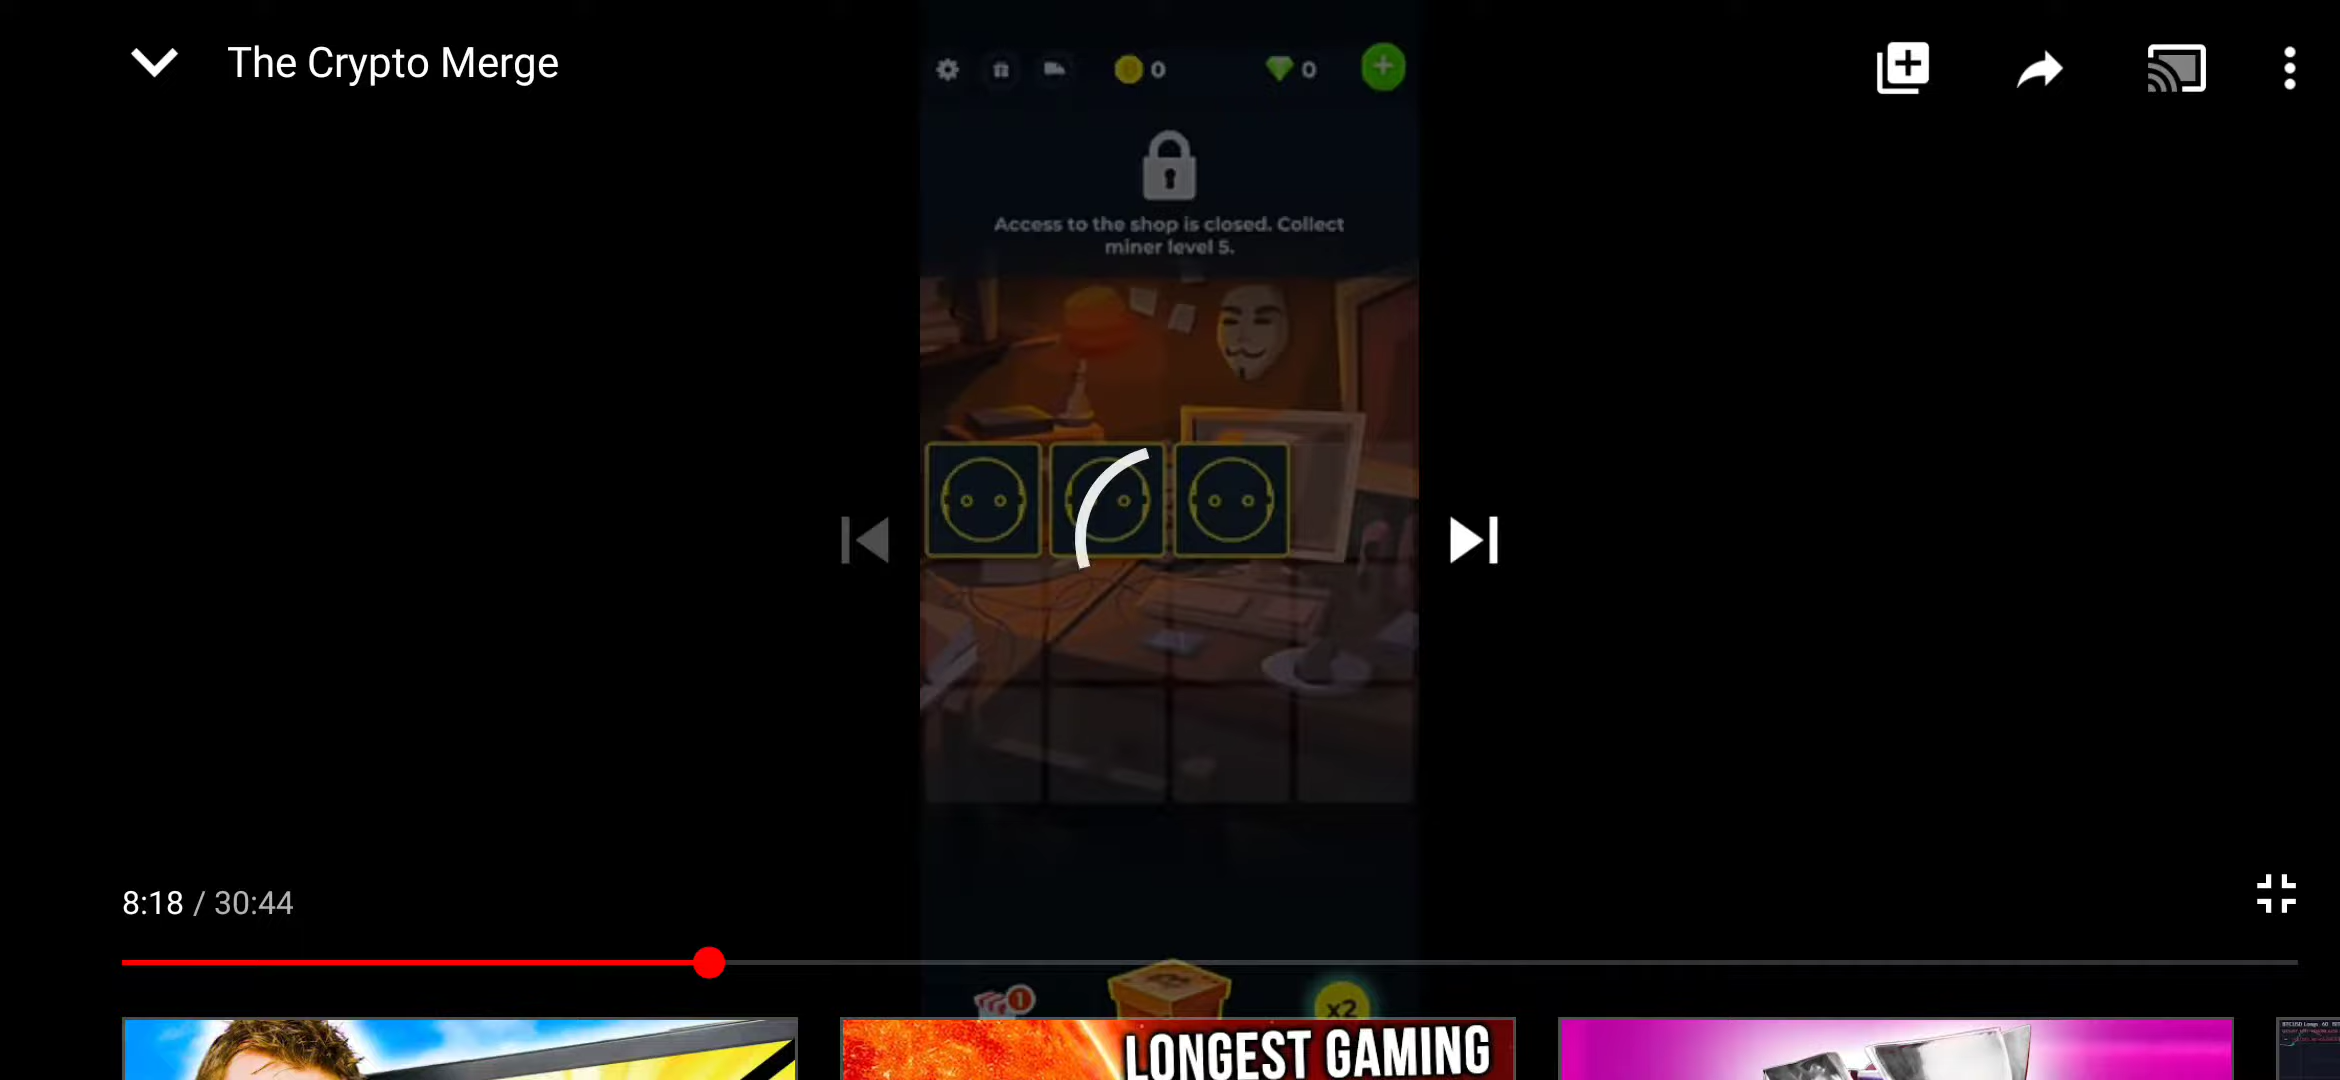 The Crypto Merge
0
0
Access to the shop is closed. Collect
miner level 5.
8:18 / 30:44
1
x2
LONGEST GAMING